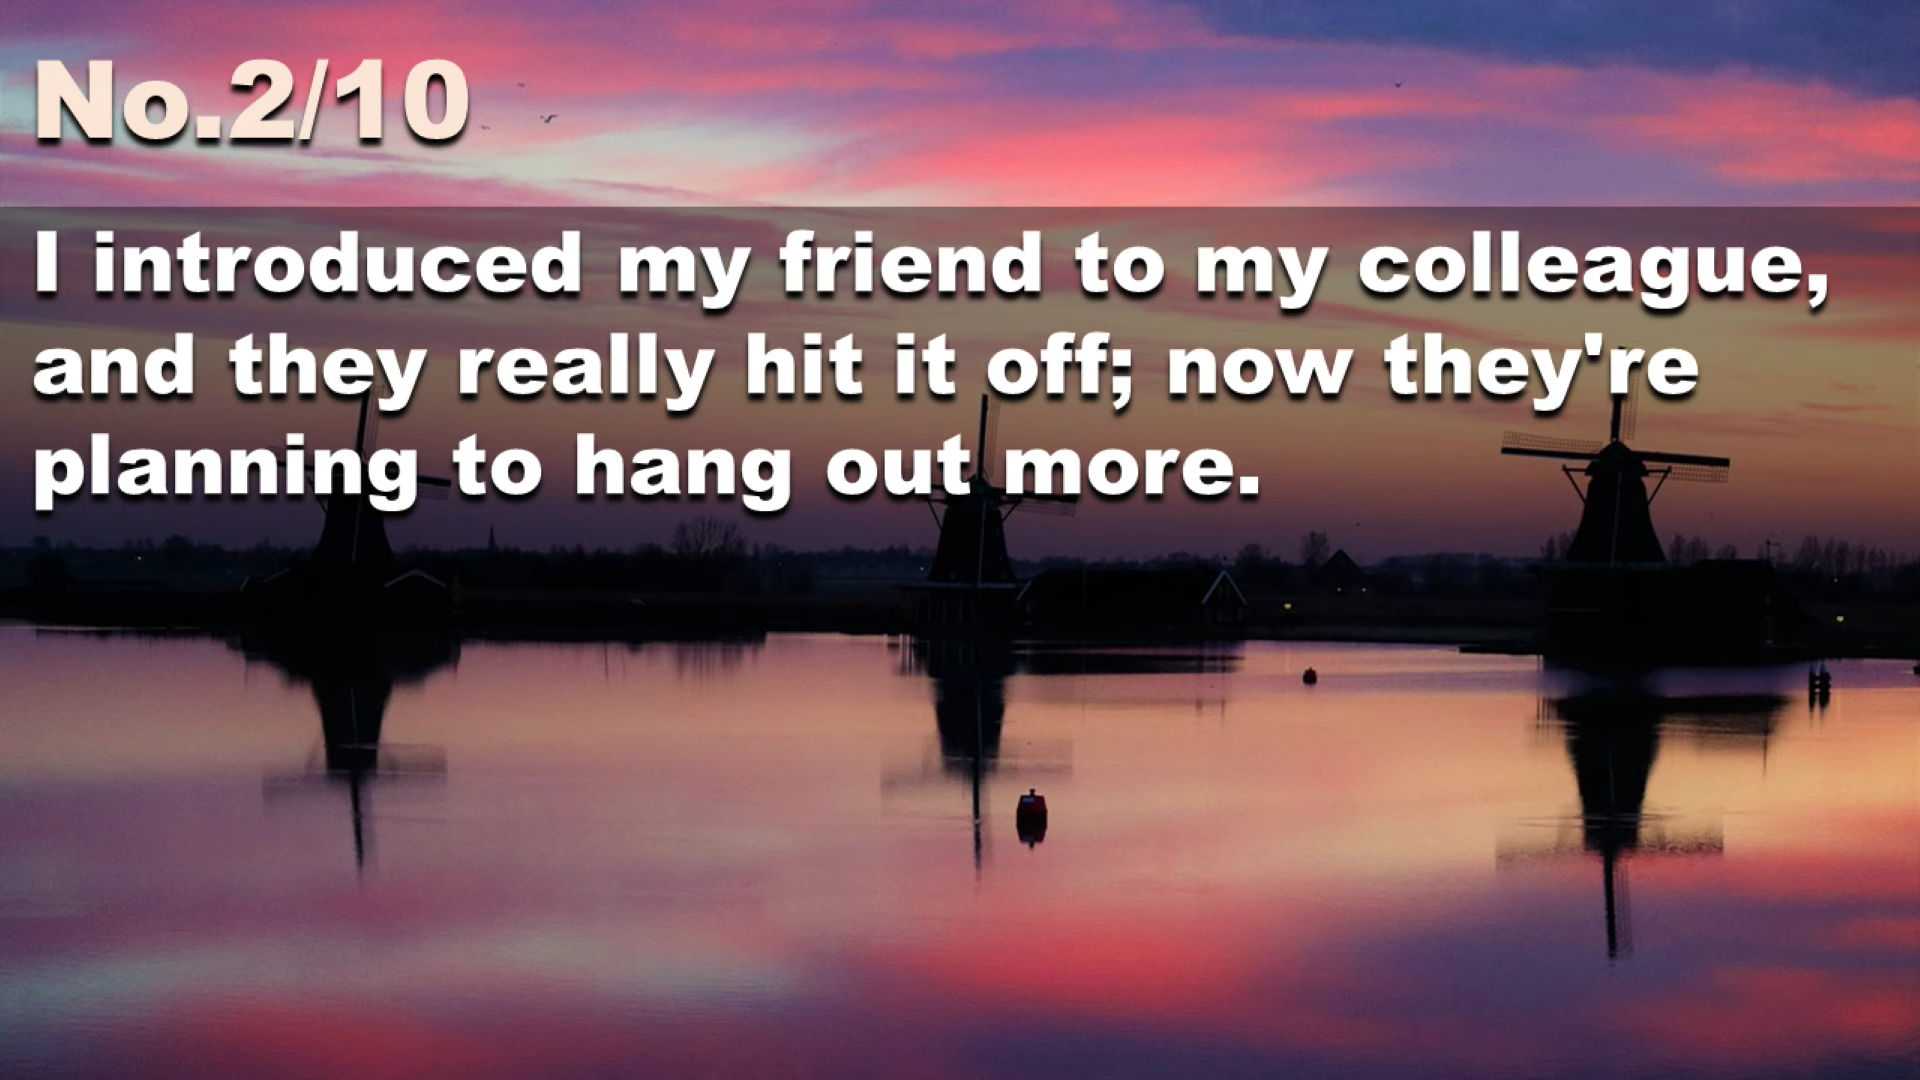 No.2/10
I introduced my friend to my colleague,
and they really hit it off; now they're
planning to hang out more.